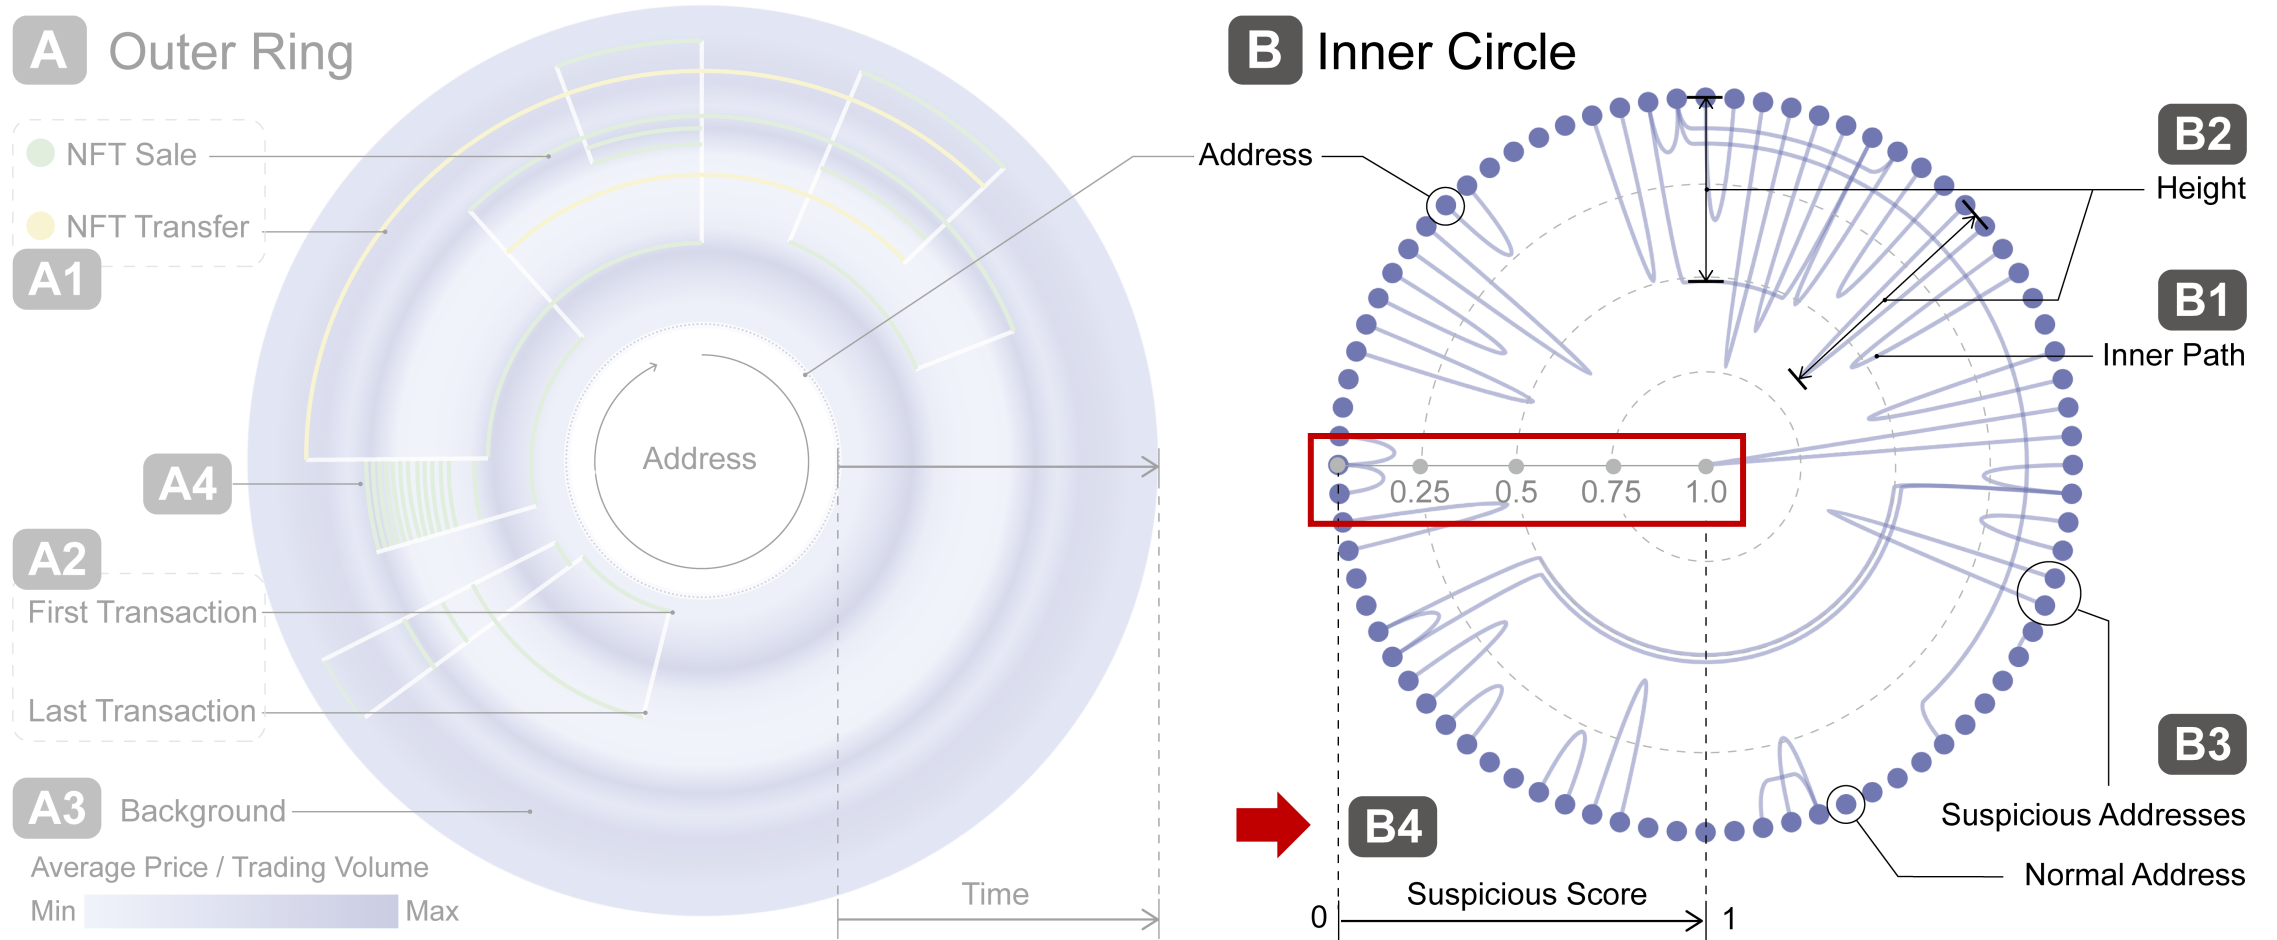 A Outer Ring
NFT Sale
NFT Transfer
A1
A4
A2
First Transaction
Last Transaction
A3 Background
Average Price / Trading Volume
Min Max
Address
Time
B Inner Circle
Address
B2
Height
B1
Inner Path
0.25 0.5 0.75 1.0
B3
Suspicious Addresses
Normal Address
B4
Suspicious Score
0 1